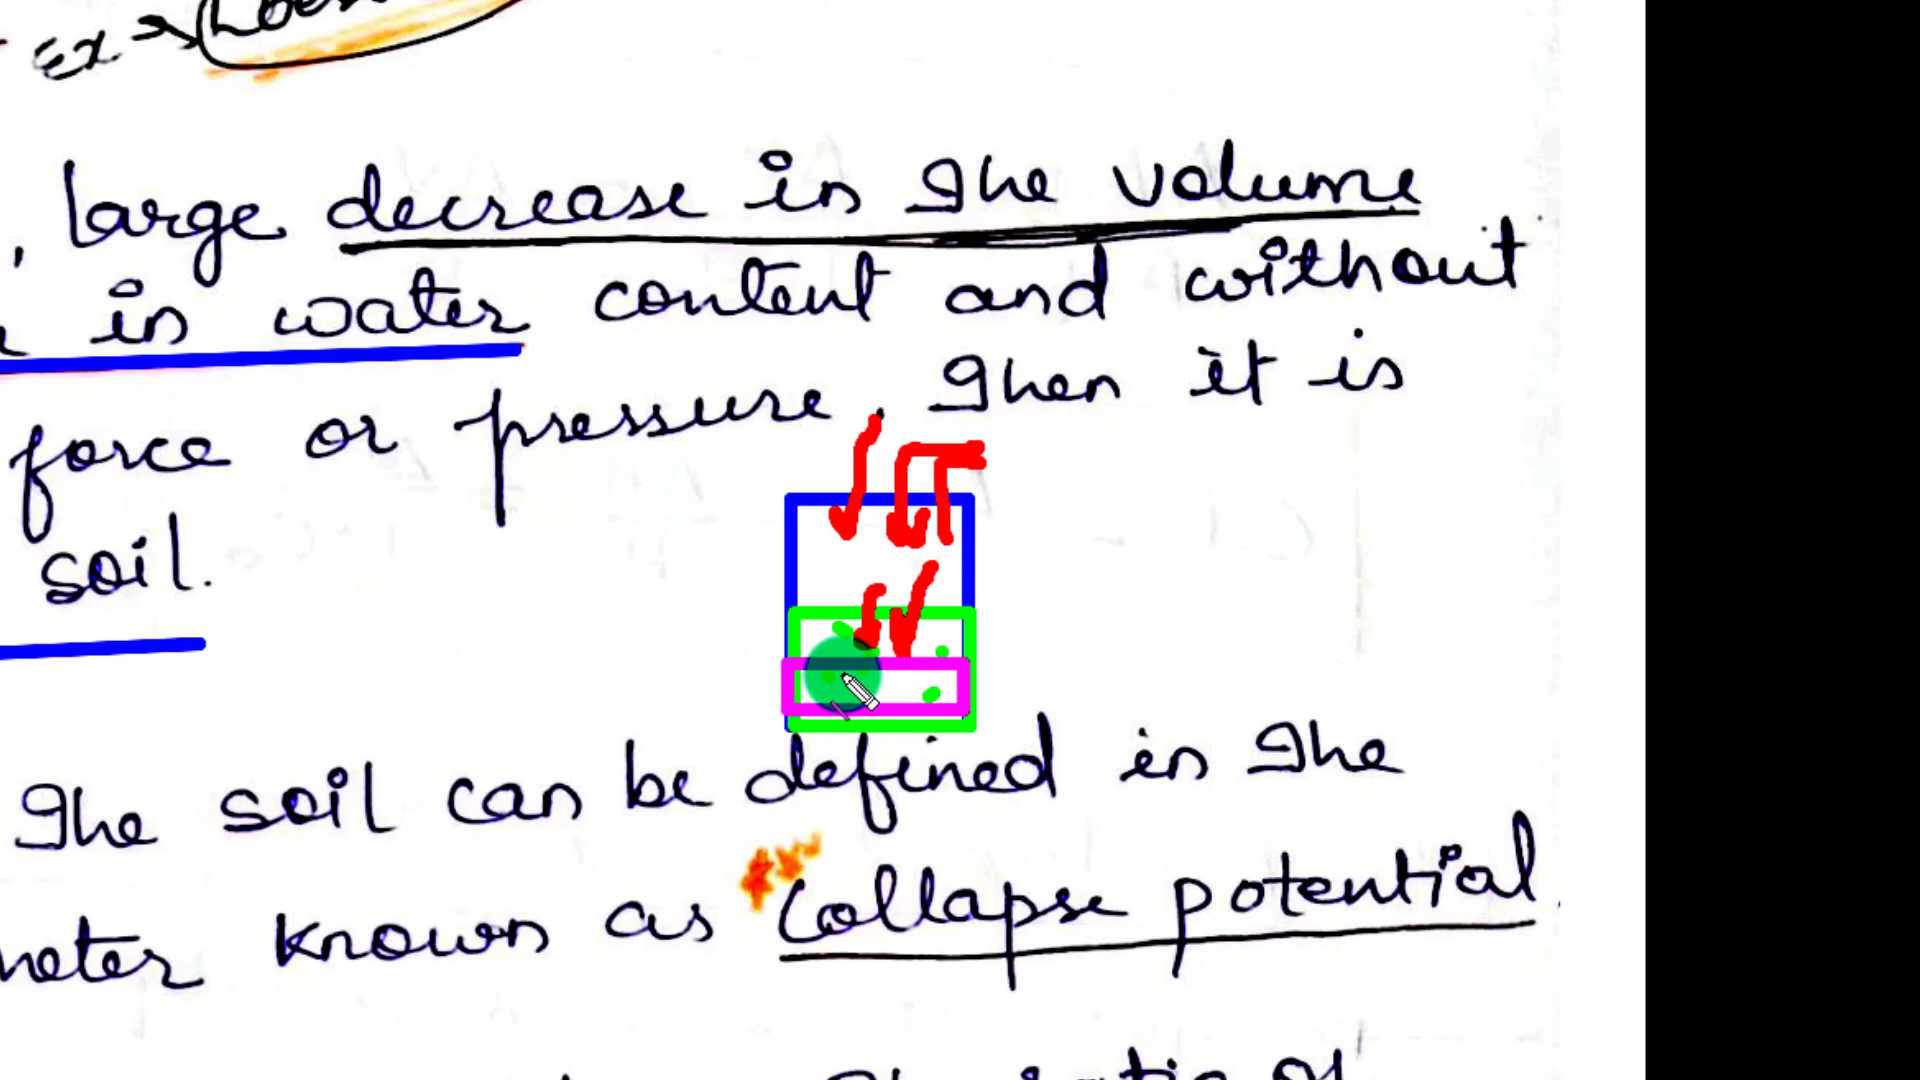 Ex →
, large decrease in the volume
in water content and without
force or pressure, then it is
soil.
The soil can be defined in the
meter known as Collapse potential.